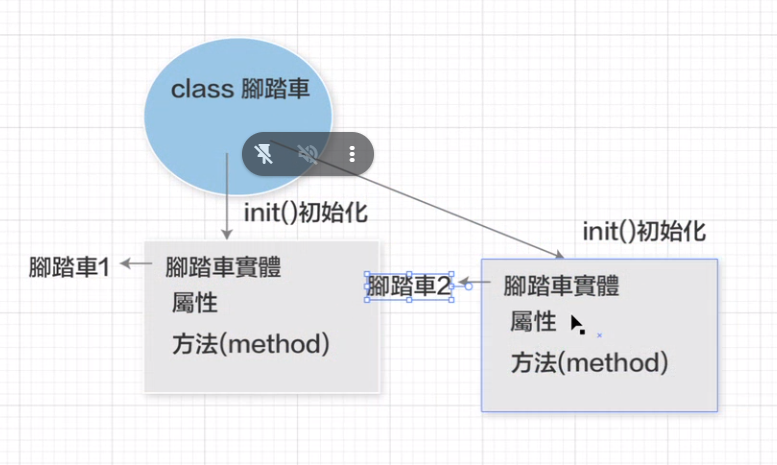 class 腳踏車
init()初始化
init()初始化
腳踏車1
腳踏車實體
屬性
方法(method)
腳踏車2
腳踏車實體
屬性
方法(method)